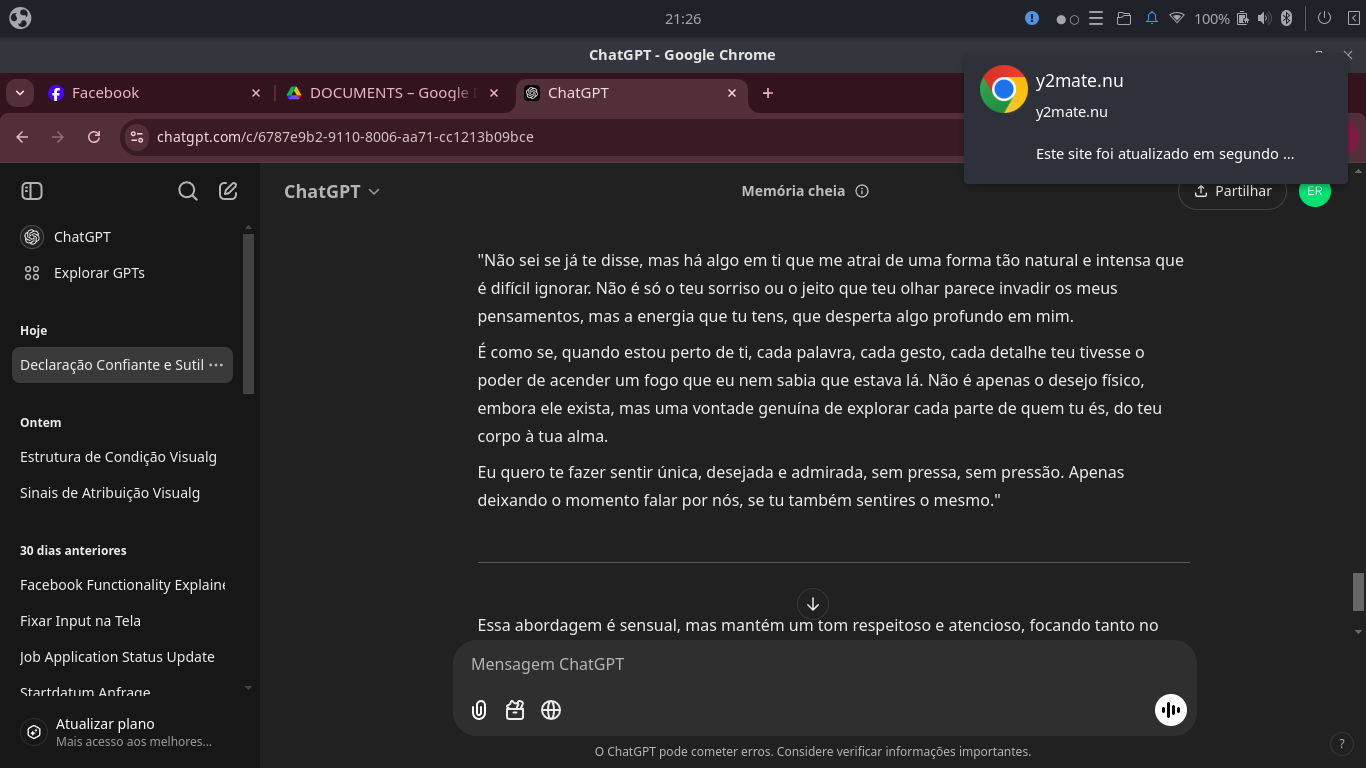 21:26
100%
ChatGPT - Google Chrome
Facebook
DOCUMENTS – Google
ChatGPT
y2mate.nu
y2mate.nu
Este site foi atualizado em segundo ...
chatgpt.com/c/6787e9b2-9110-8006-aa71-cc1213b09bce
ChatGPT
Memória cheia
Partilhar
ER
ChatGPT
Explorar GPTs
Hoje
Declaração Confiante e Sutil
Ontem
Estrutura de Condição Visualg
Sinais de Atribuição Visualg
30 dias anteriores
Facebook Functionality Explaine
Fixar Input na Tela
Job Application Status Update
Startdatum Anfrage
Atualizar plano
Mais acesso aos melhores...
"Não sei se já te disse, mas há algo em ti que me atrai de uma forma tão natural e intensa que
é difícil ignorar. Não é só o teu sorriso ou o jeito que teu olhar parece invadir os meus
pensamentos, mas a energia que tu tens, que desperta algo profundo em mim.
É como se, quando estou perto de ti, cada palavra, cada gesto, cada detalhe teu tivesse o
poder de acender um fogo que eu nem sabia que estava lá. Não é apenas o desejo físico,
embora ele exista, mas uma vontade genuína de explorar cada parte de quem tu és, do teu
corpo à tua alma.
Eu quero te fazer sentir única, desejada e admirada, sem pressa, sem pressão. Apenas
deixando o momento falar por nós, se tu também sentires o mesmo."
Essa abordagem é sensual, mas mantém um tom respeitoso e atencioso, focando tanto no
Mensagem ChatGPT
O ChatGPT pode cometer erros. Considere verificar informações importantes.
?